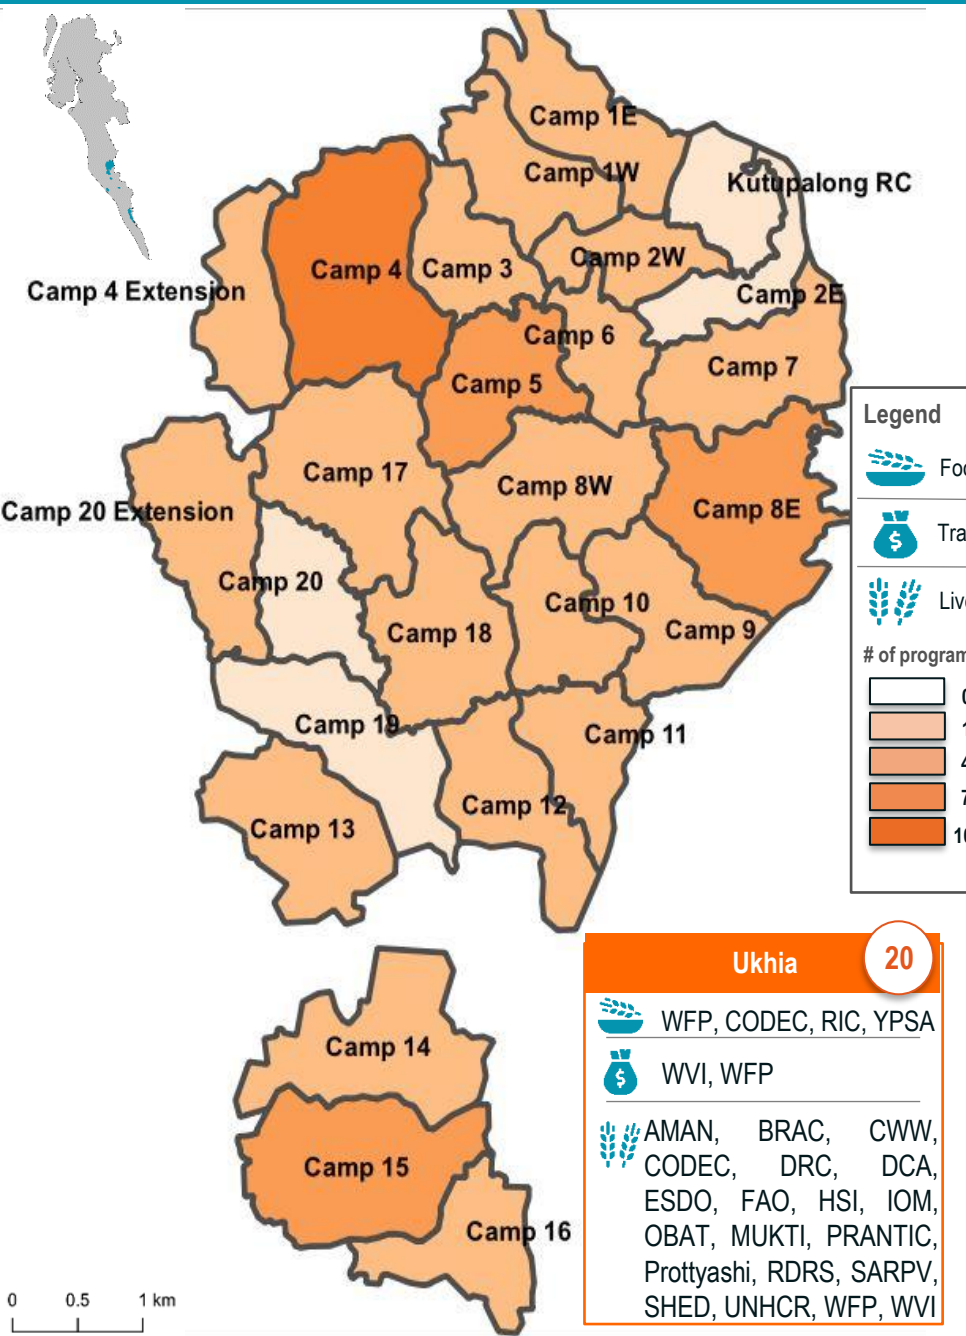 Camp 1E
Camp 1W
Kutupalong RC
Camp 2W
Camp 4
Camp 3
Camp 4 Extension
Camp 2E
Camp 6
Camp 7
Camp 5
Legend
Camp 17
Camp 8W
Camp 20 Extension
Camp 8E
Camp 20
Camp 10
Camp 18
Camp 9
# of program
Camp 19
Camp 11
Camp 12
Camp 13
Ukhia
20
WFP, CODEC, RIC, YPSA
$ WVI, WFP
AMAN, BRAC, CWW,
CODEC, DRC, DCA,
ESDO, FAO, HSI, IOM,
OBAT, MUKTI, PRANTIC,
Prottyashi, RDRS, SARPV,
SHED, UNHCR, WFP, WVI
Camp 14
Camp 15
Camp 16
0 0.5 1 km